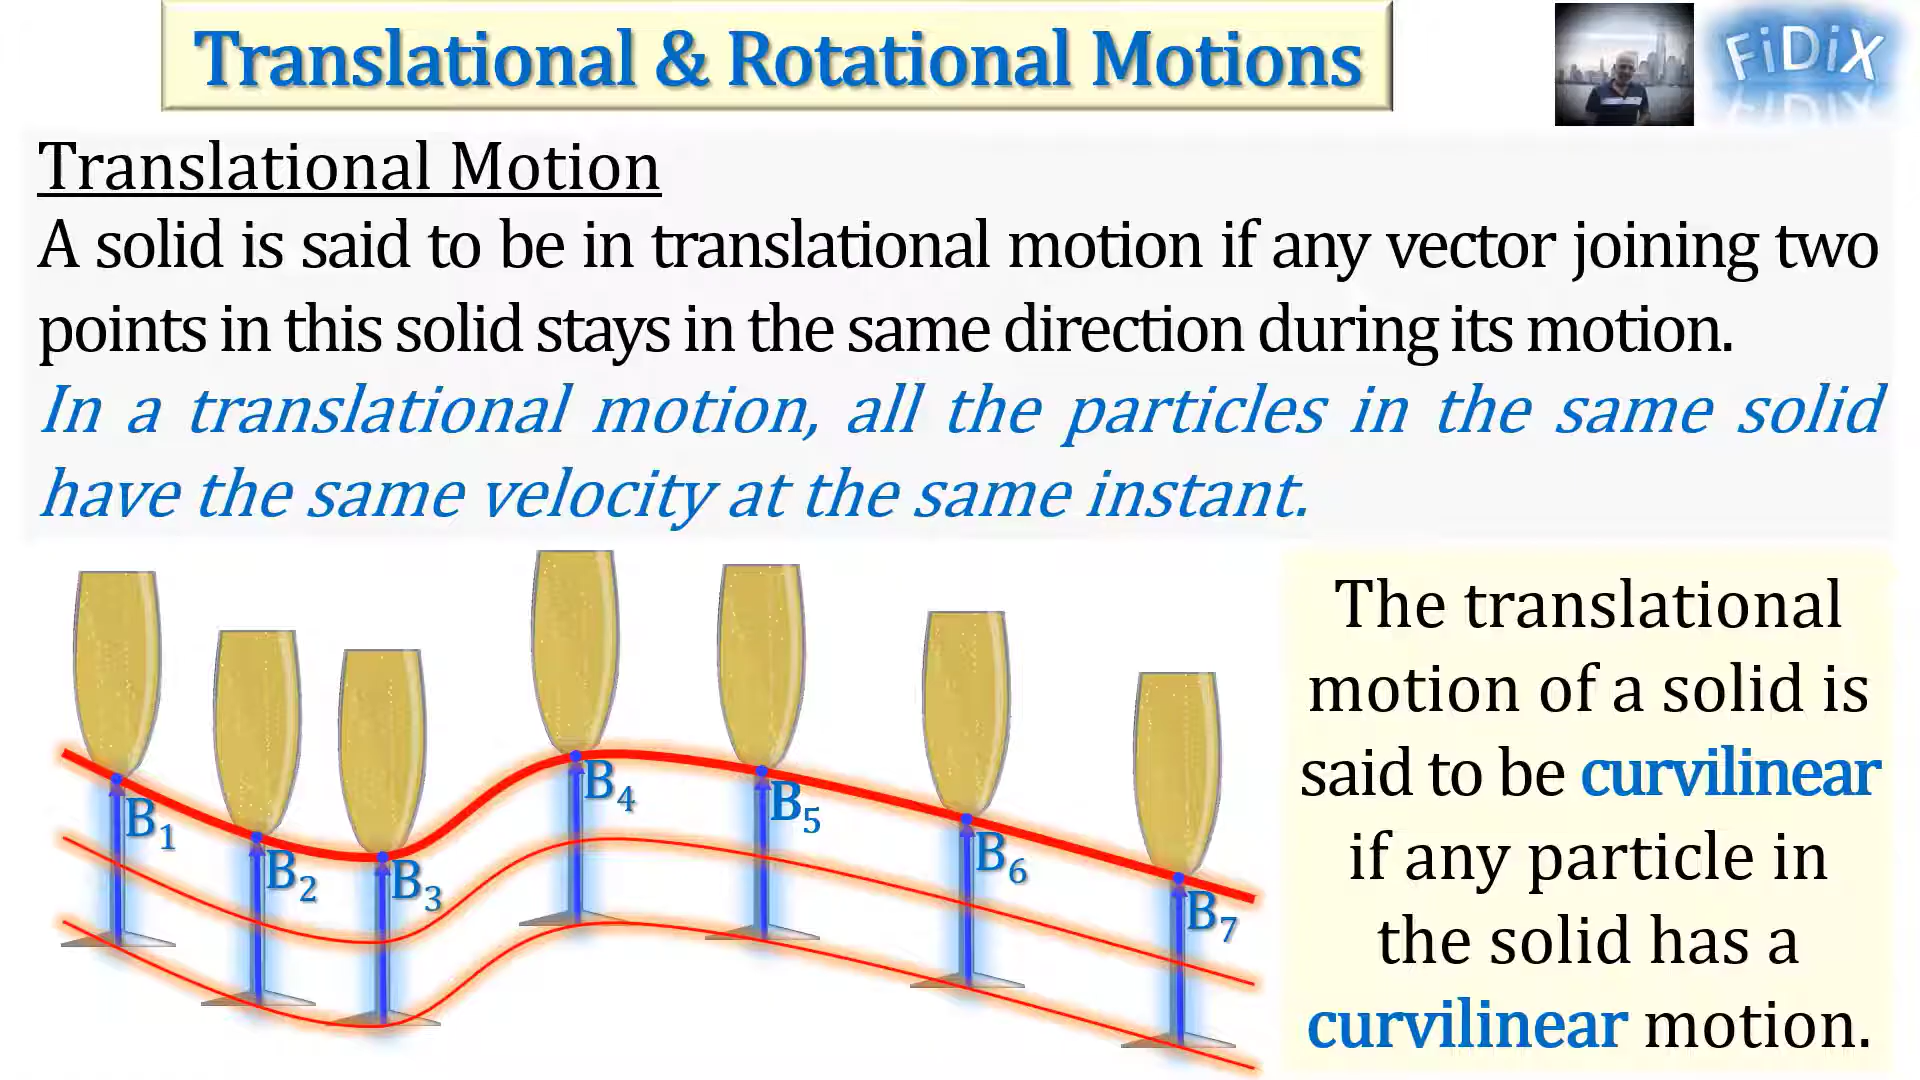 Translational & Rotational Motions
FiDiX
Translational Motion
A solid is said to be in translational motion if any vector joining two
points in this solid stays in the same direction during its motion.
In a translational motion, all the particles in the same solid
have the same velocity at the same instant.
B1
B2
B3
B4
B5
B6
B7
The translational
motion of a solid is
said to be curvilinear
if any particle in
the solid has a
curvilinear motion.